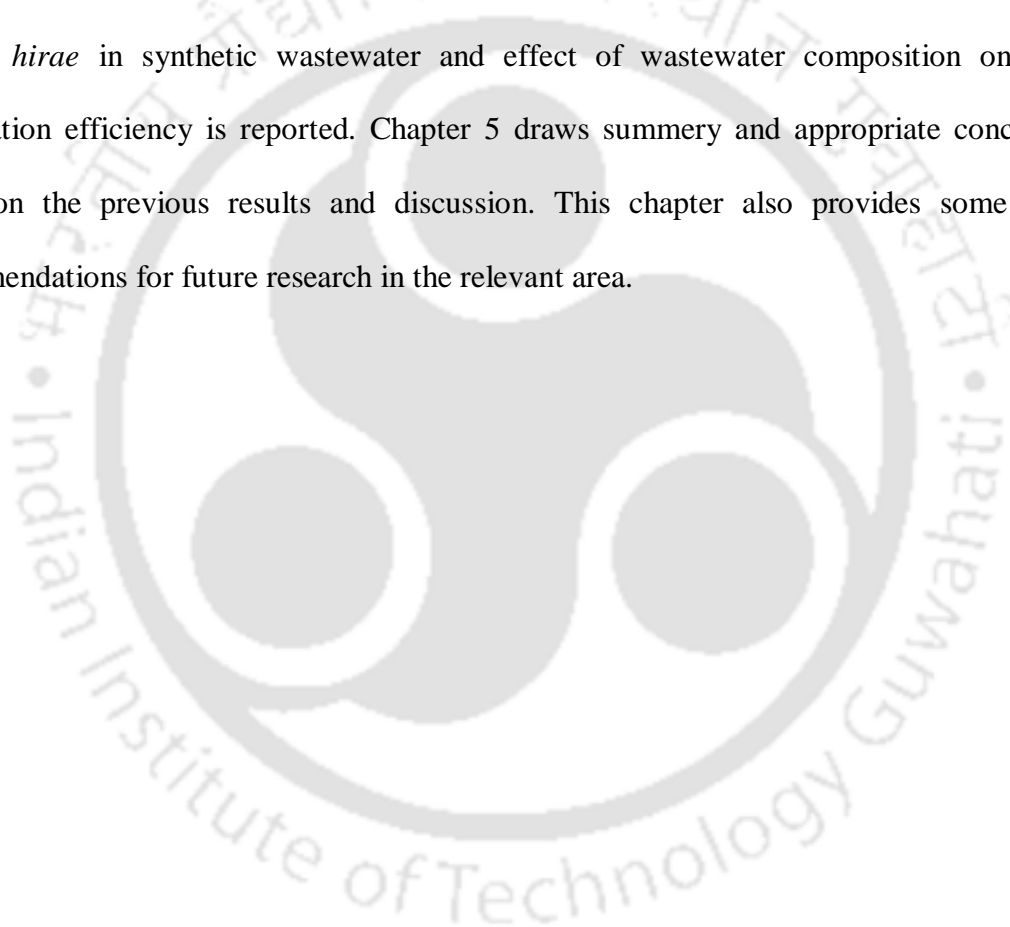 hirae in synthetic wastewater and effect of wastewater composition on
ation efficiency is reported. Chapter 5 draws summery and appropriate conc
on the previous results and discussion. This chapter also provides some
endations for future research in the relevant area.
Indian Institute of Technology Guwahati